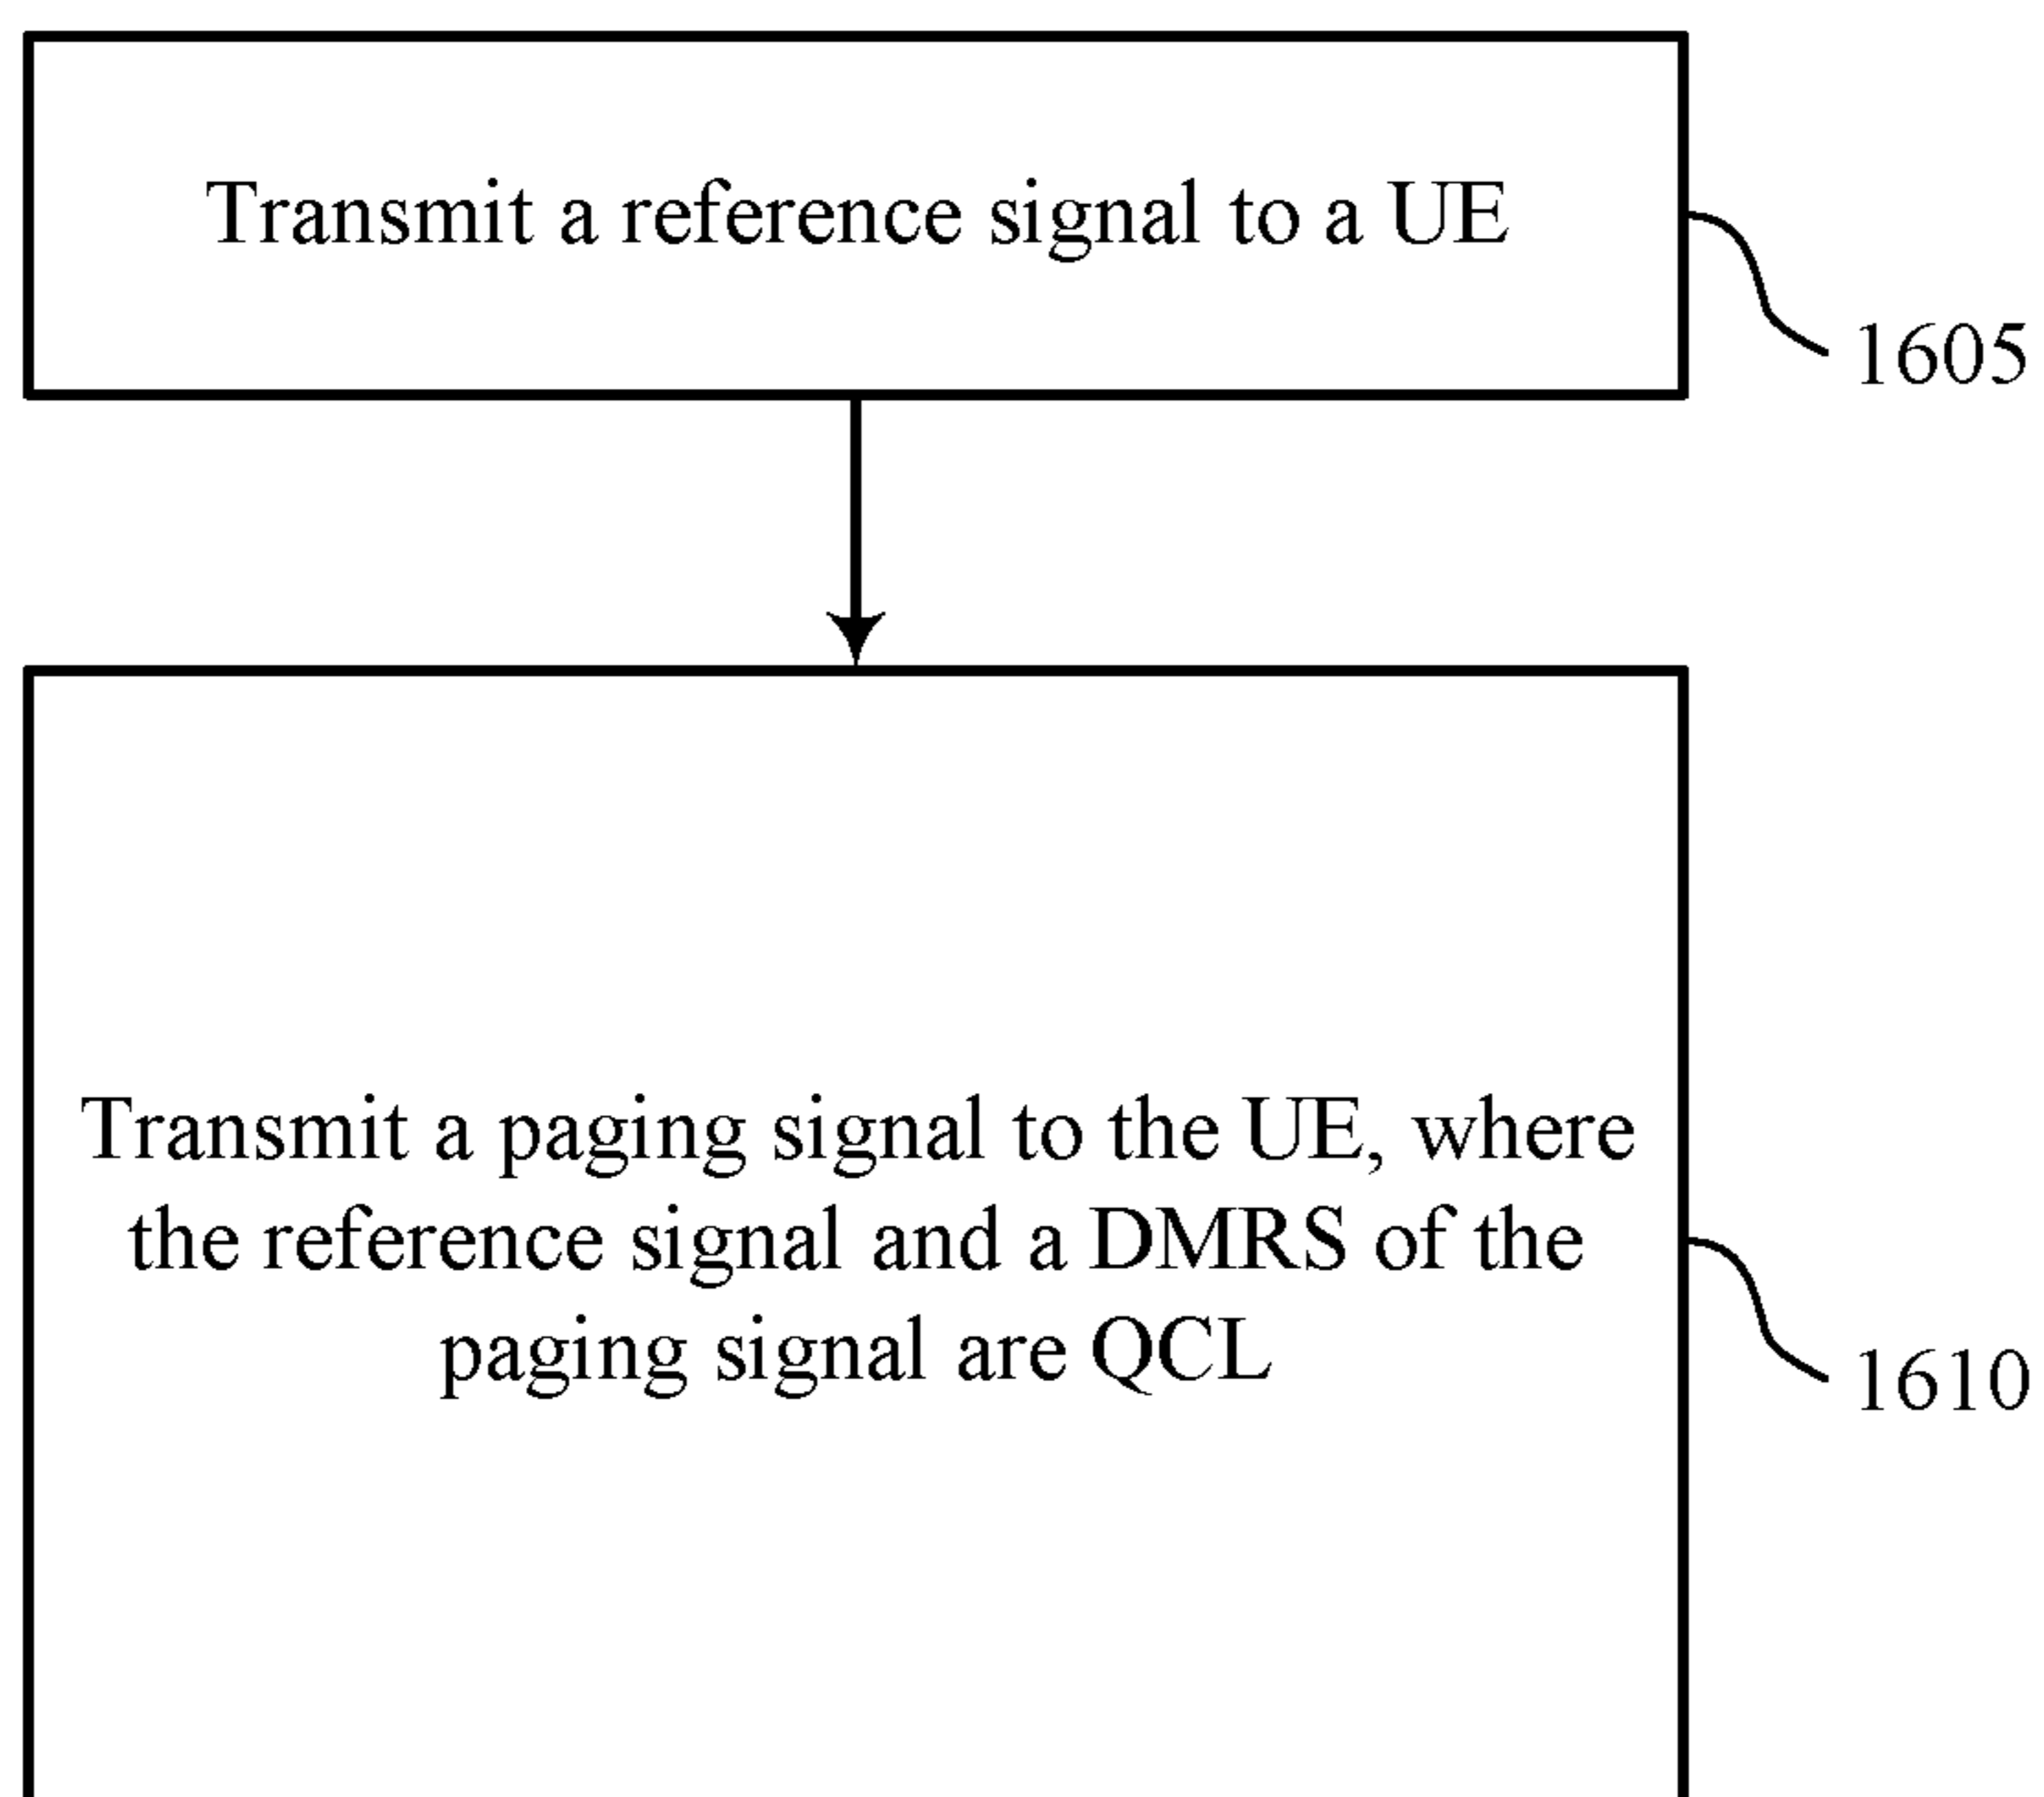 Transmit a reference signal to a UE
1605
Transmit a paging signal to the UE, where
the reference signal and a DMRS of the
paging signal are QCL
1610